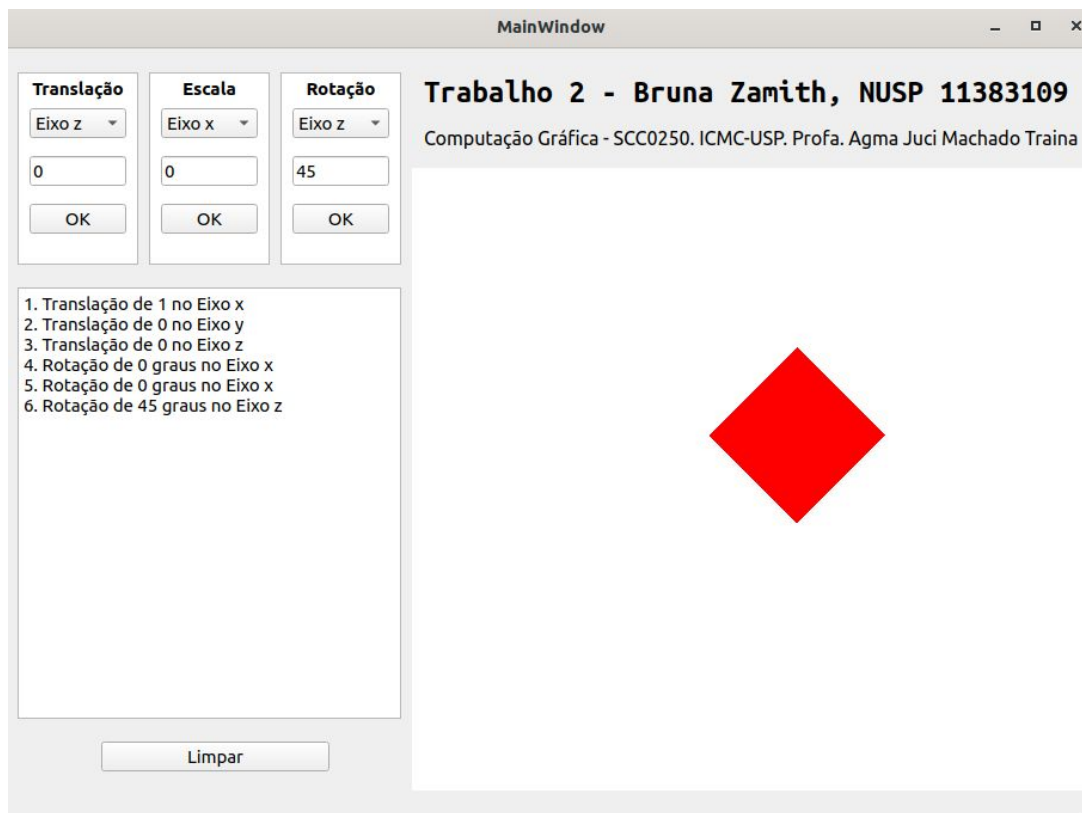 MainWindow
Translação Escala Rotação
Eixo z Eixo x Eixo z
0 0 45
OK OK OK
Trabalho 2 - Bruna Zamith, NUSP 11383109
Computação Gráfica - SCC0250. ICMC-USP. Profa. Agma Juci Machado Traina
1. Translação de 1 no Eixo x
2. Translação de 0 no Eixo y
3. Translação de 0 no Eixo z
4. Rotação de 0 graus no Eixo x
5. Rotação de 0 graus no Eixo x
6. Rotação de 45 graus no Eixo z
Limpar